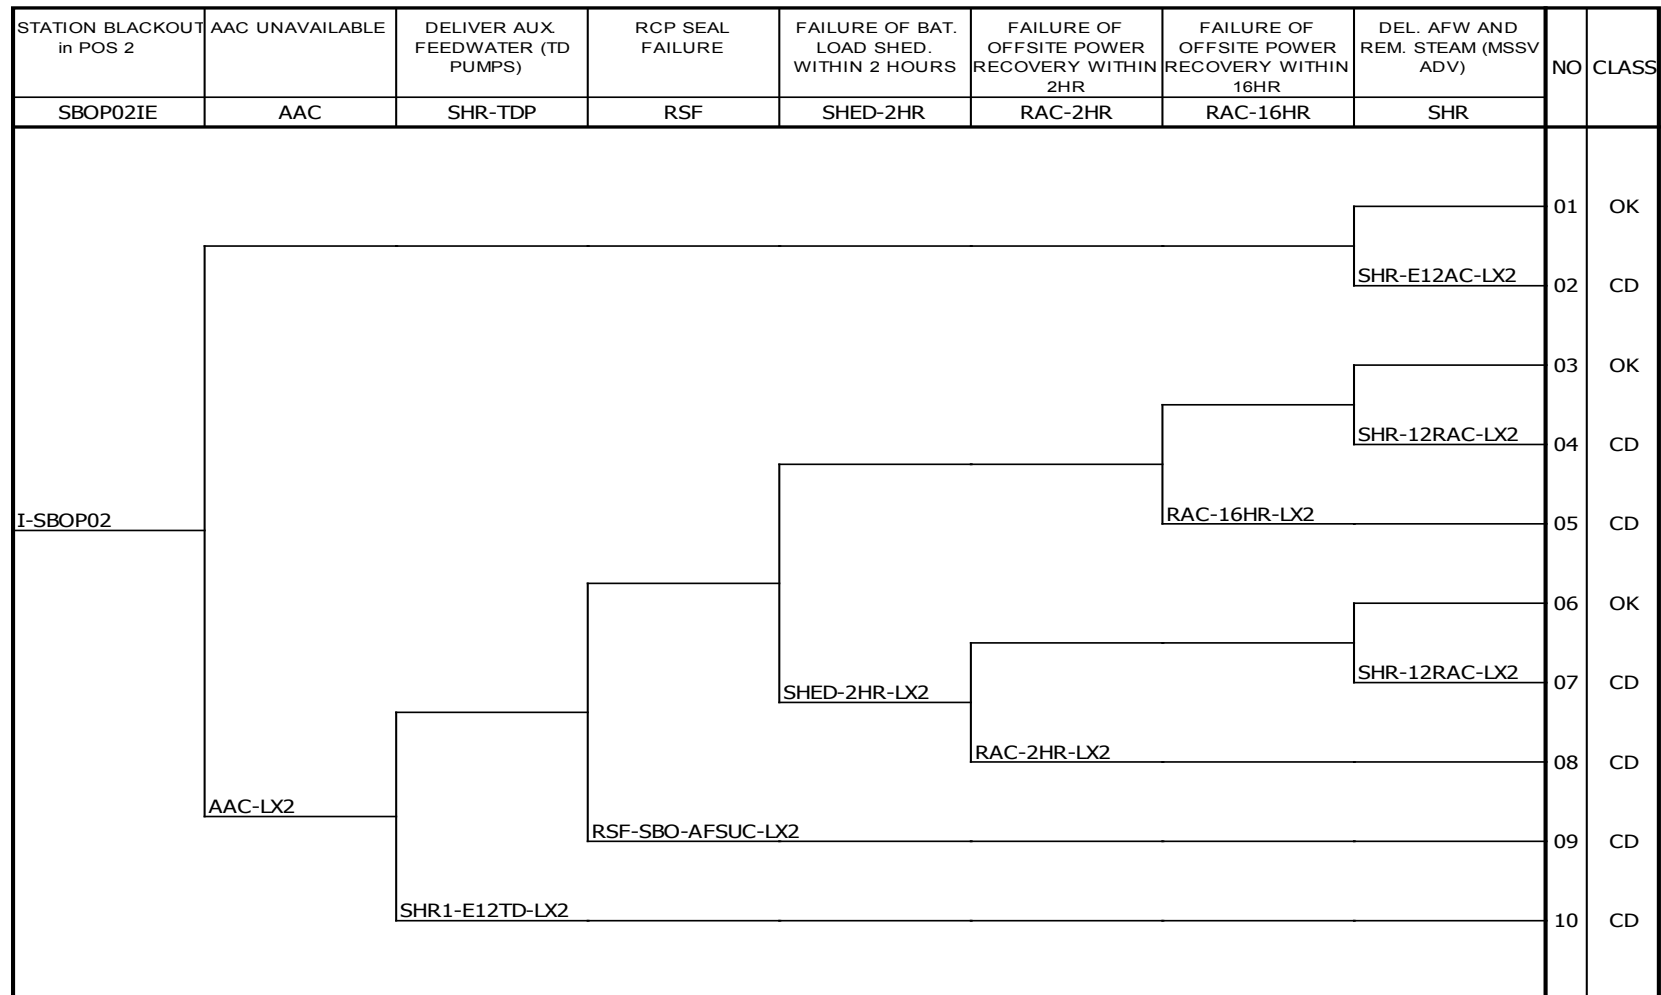 STATION BLACKOUT
in POS 2
AAC UNAVAILABLE
DELIVER AUX.
FEEDWATER (TD
PUMPS)
RCP SEAL
FAILURE
FAILURE OF BAT.
LOAD SHED.
WITHIN 2 HOURS
FAILURE OF
OFFSITE POWER
RECOVERY WITHIN
2HR
FAILURE OF
OFFSITE POWER
RECOVERY WITHIN
16HR
DEL. AFW AND
REM. STEAM (MSSV
ADV)
NO
CLASS
SBOP02IE
AAC
SHR-TDP
RSF
SHED-2HR
RAC-2HR
RAC-16HR
SHR
01 OK
SHR-E12AC-LX2
02 CD
03 OK
SHR-12RAC-LX2
04 CD
I-SBOP02
RAC-16HR-LX2
05 CD
06 OK
SHR-12RAC-LX2
07 CD
SHED-2HR-LX2
RAC-2HR-LX2
08 CD
AAC-LX2
RSF-SBO-AFSUC-LX2
09 CD
SHR1-E12TD-LX2
10 CD